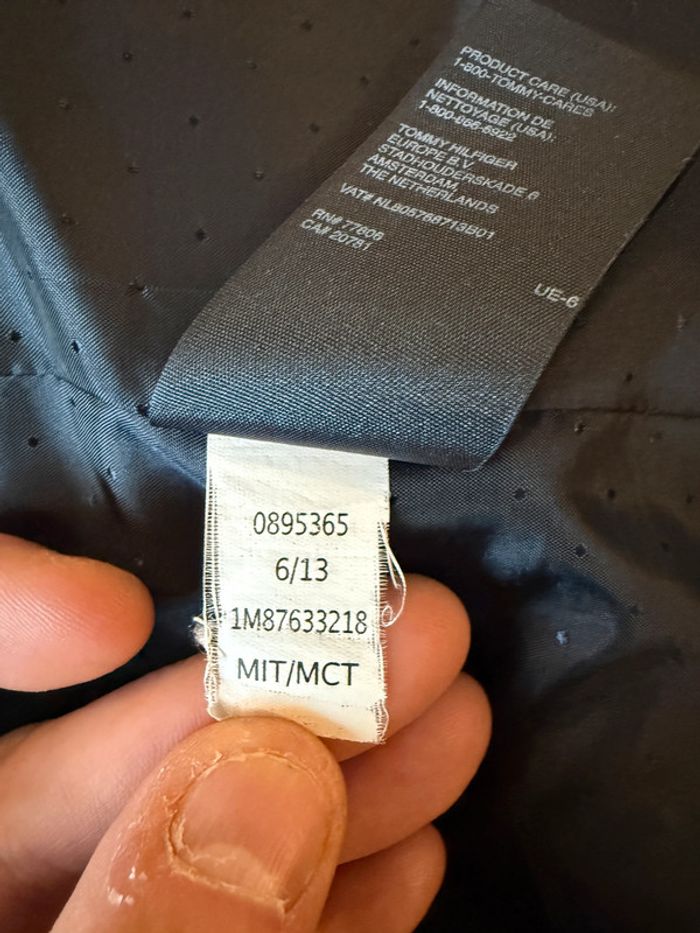 PRODUCT CARE (USA):
1-800-TOMMY-CARES
INFORMATION DE
NETTOYAGE (USA):
1-800-866-6922
TOMMY HILFIGER
EUROPE B.V.
STADHOUDERSKADE 6
AMSTERDAM,
THE NETHERLANDS
VAT# NL805768713B01
RN# 77806
CA# 20781
UE-6
0895365
6/13
1M87633218
MIT/MCT